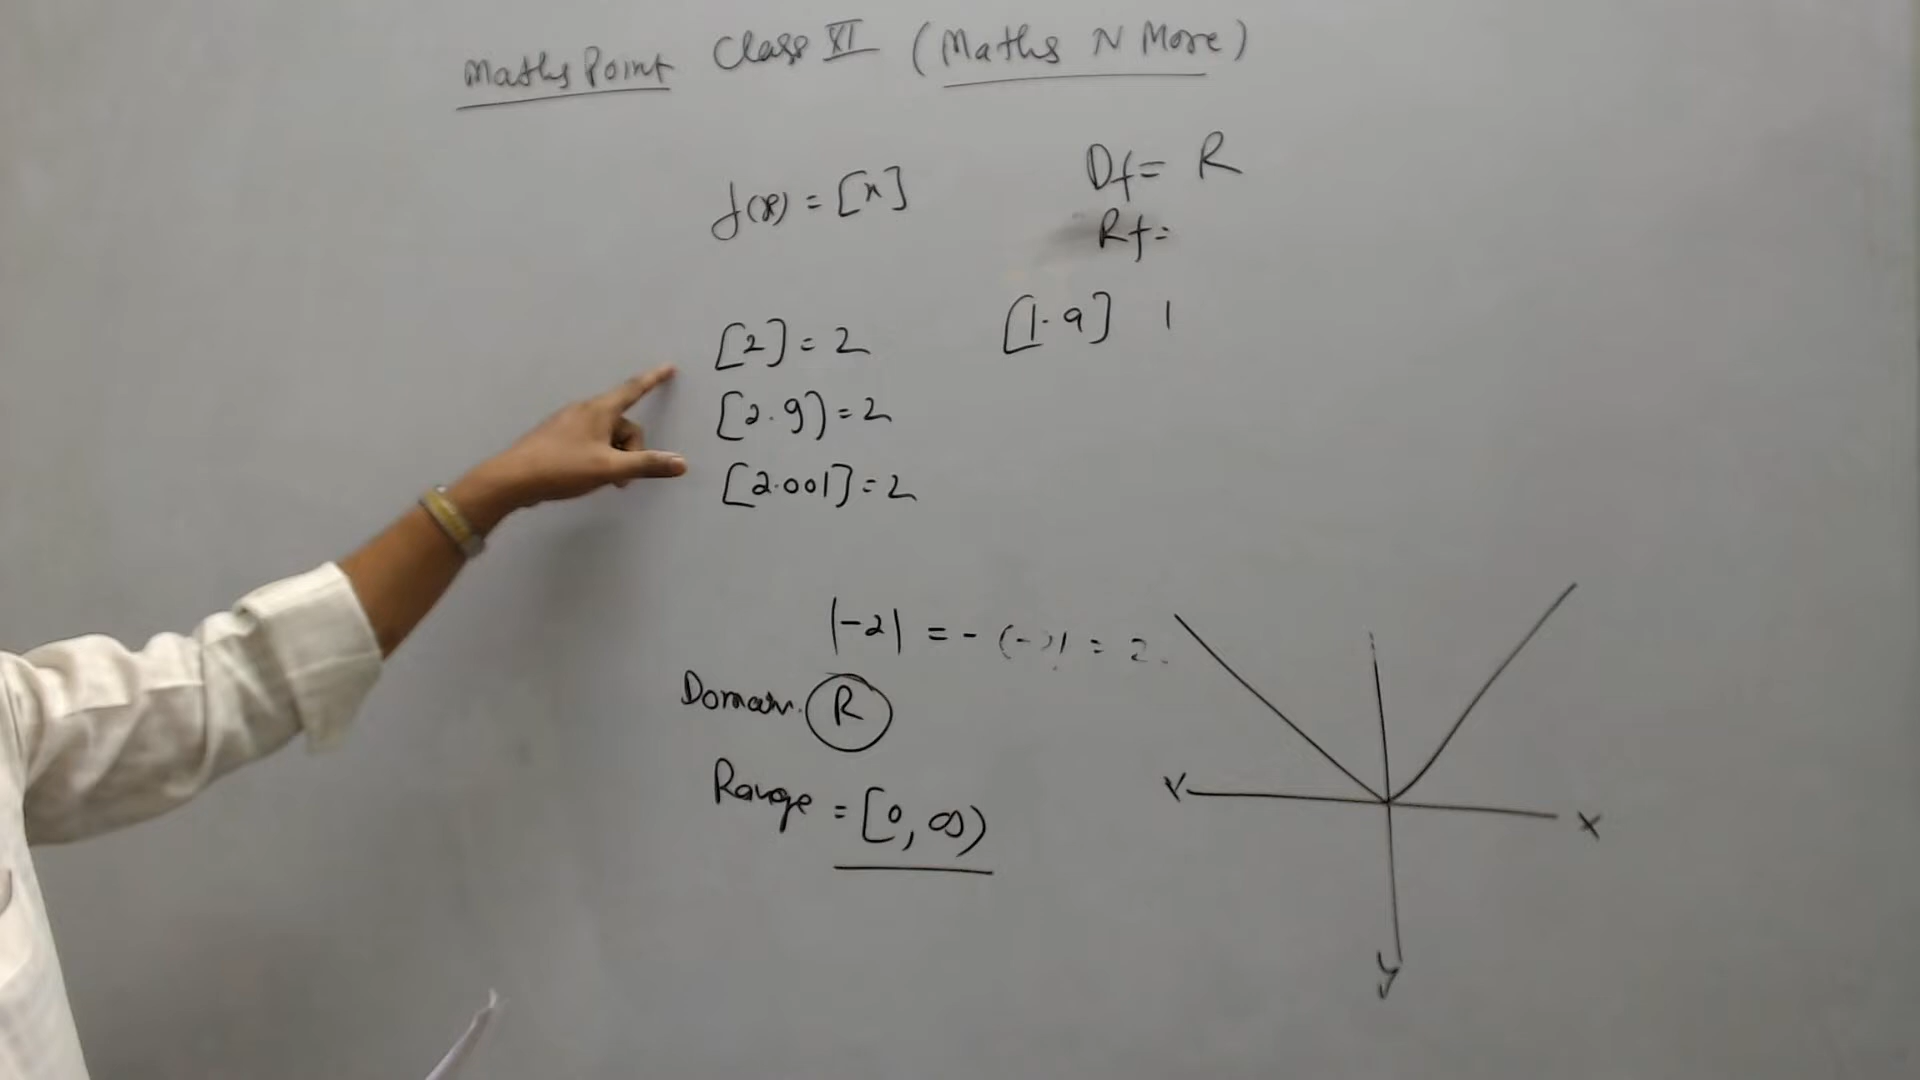 Maths Point Class XI (Maths N More)
f(x) = [x]
Df = R
Rf =
[2] = 2
[1.9] 1
[2.9) = 2
[2.001] = 2
|-2| = - (-2) = 2.
Domain. R
Range = [0, ∞)
X
Y